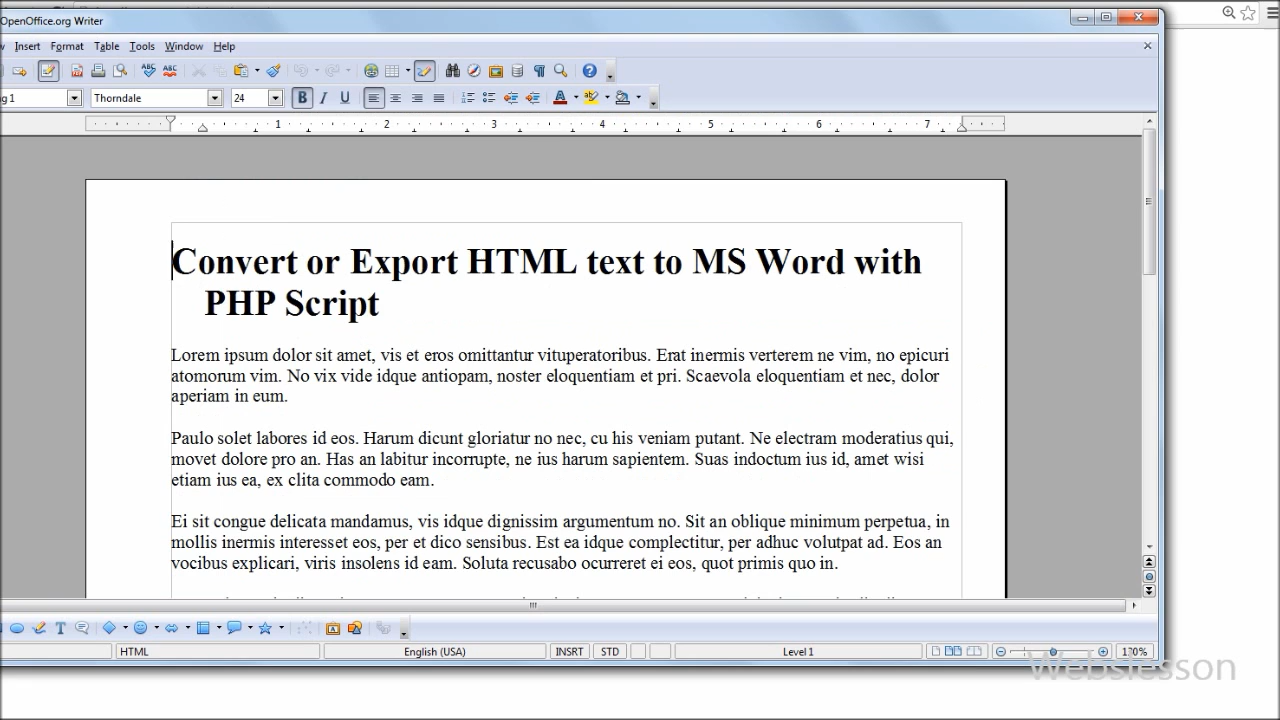 OpenOffice.org Writer
Insert Format Table Tools Window Help
Thorndale 24 B I U
1 2 3 4 5 6 7
Convert or Export HTML text to MS Word with
PHP Script
Lorem ipsum dolor sit amet, vis et eros omittantur vituperatoribus. Erat inermis verterem ne vim, no epicuri
atomorum vim. No vix vide idque antiopam, noster eloquentiam et pri. Scaevola eloquentiam et nec, dolor
aperiam in eum.
Paulo solet labores id eos. Harum dicunt gloriatur no nec, cu his veniam putant. Ne electram moderatius qui,
movet dolore pro an. Has an labitur incorrupte, ne ius harum sapientem. Suas indoctum ius id, amet wisi
etiam ius ea, ex clita commodo eam.
Ei sit congue delicata mandamus, vis idque dignissim argumentum no. Sit an oblique minimum perpetua, in
mollis inermis interesset eos, per et dico sensibus. Est ea idque complectitur, per adhuc volutpat ad. Eos an
vocibus explicari, viris insolens id eam. Soluta recusabo ocurreret ei eos, quot primis quo in.
HTML English (USA) INSRT STD Level 1
Webslesson